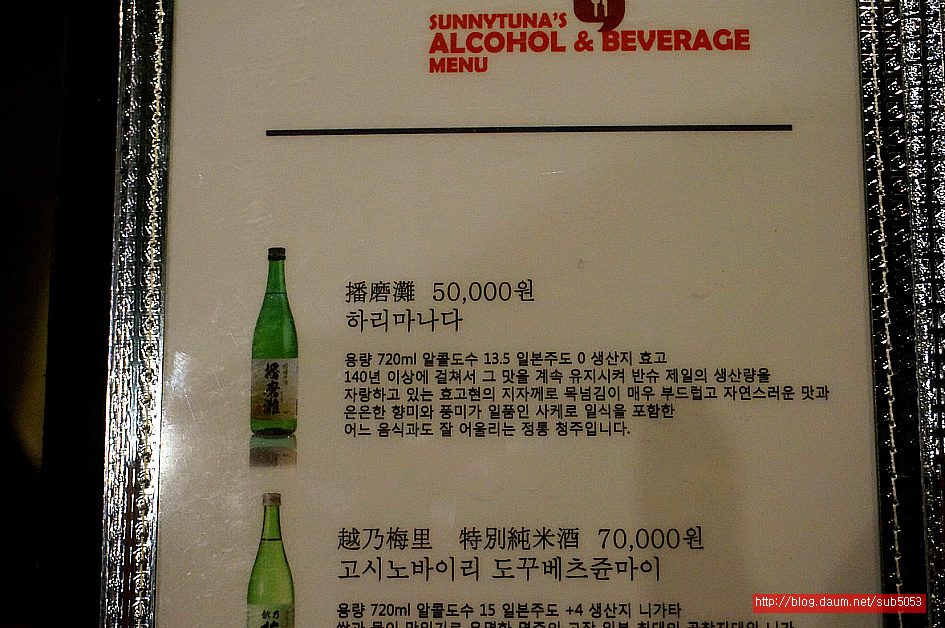 SUNNYTUNA'S
ALCOHOL & BEVERAGE
MENU
播磨灘 50,000원
하리마나다
용량 720ml 알콜도수 13.5 일본주도 0 생산지 효고
140년 이상에 걸쳐서 그 맛을 계속 유지시켜 반슈 제일의 생산량을
자랑하고 있는 효고현의 지자께로 목넘김이 매우 부드럽고 자연스러운 맛과
은은한 향미와 풍미가 일품인 사케로 일식을 포함한
어느 음식과도 잘 어울리는 정통 청주입니다.
播磨灘
越乃梅里 特別純米酒 70,000원
고시노바이리 도꾸베츠쥰마이
용량 720ml 알콜도수 15 일본주도 +4 생산지 니가타
http://blog.daum.net/sub5053